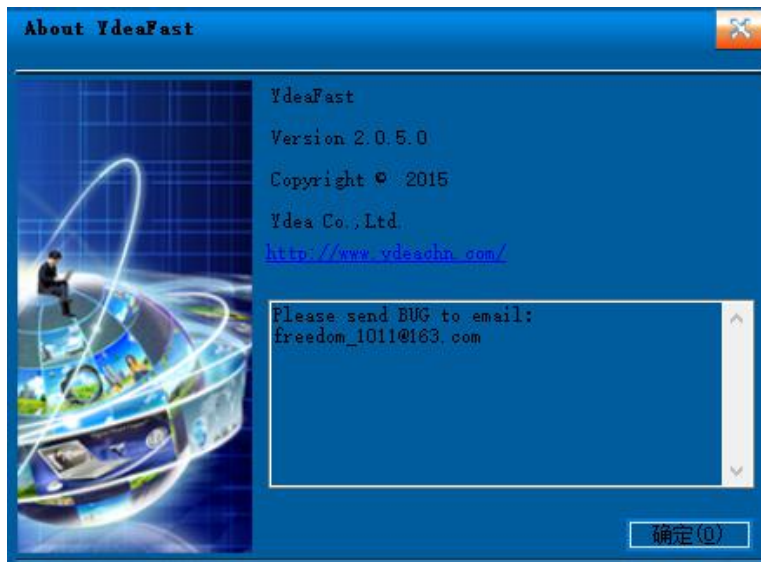 About YdeaFast
YdeaFast
Version 2.0.5.0
Copyright © 2015
Ydea Co.,Ltd.
http://www.ydeachn.com/
Please send BUG to email:
freedom_1011@163.com
确定(O)